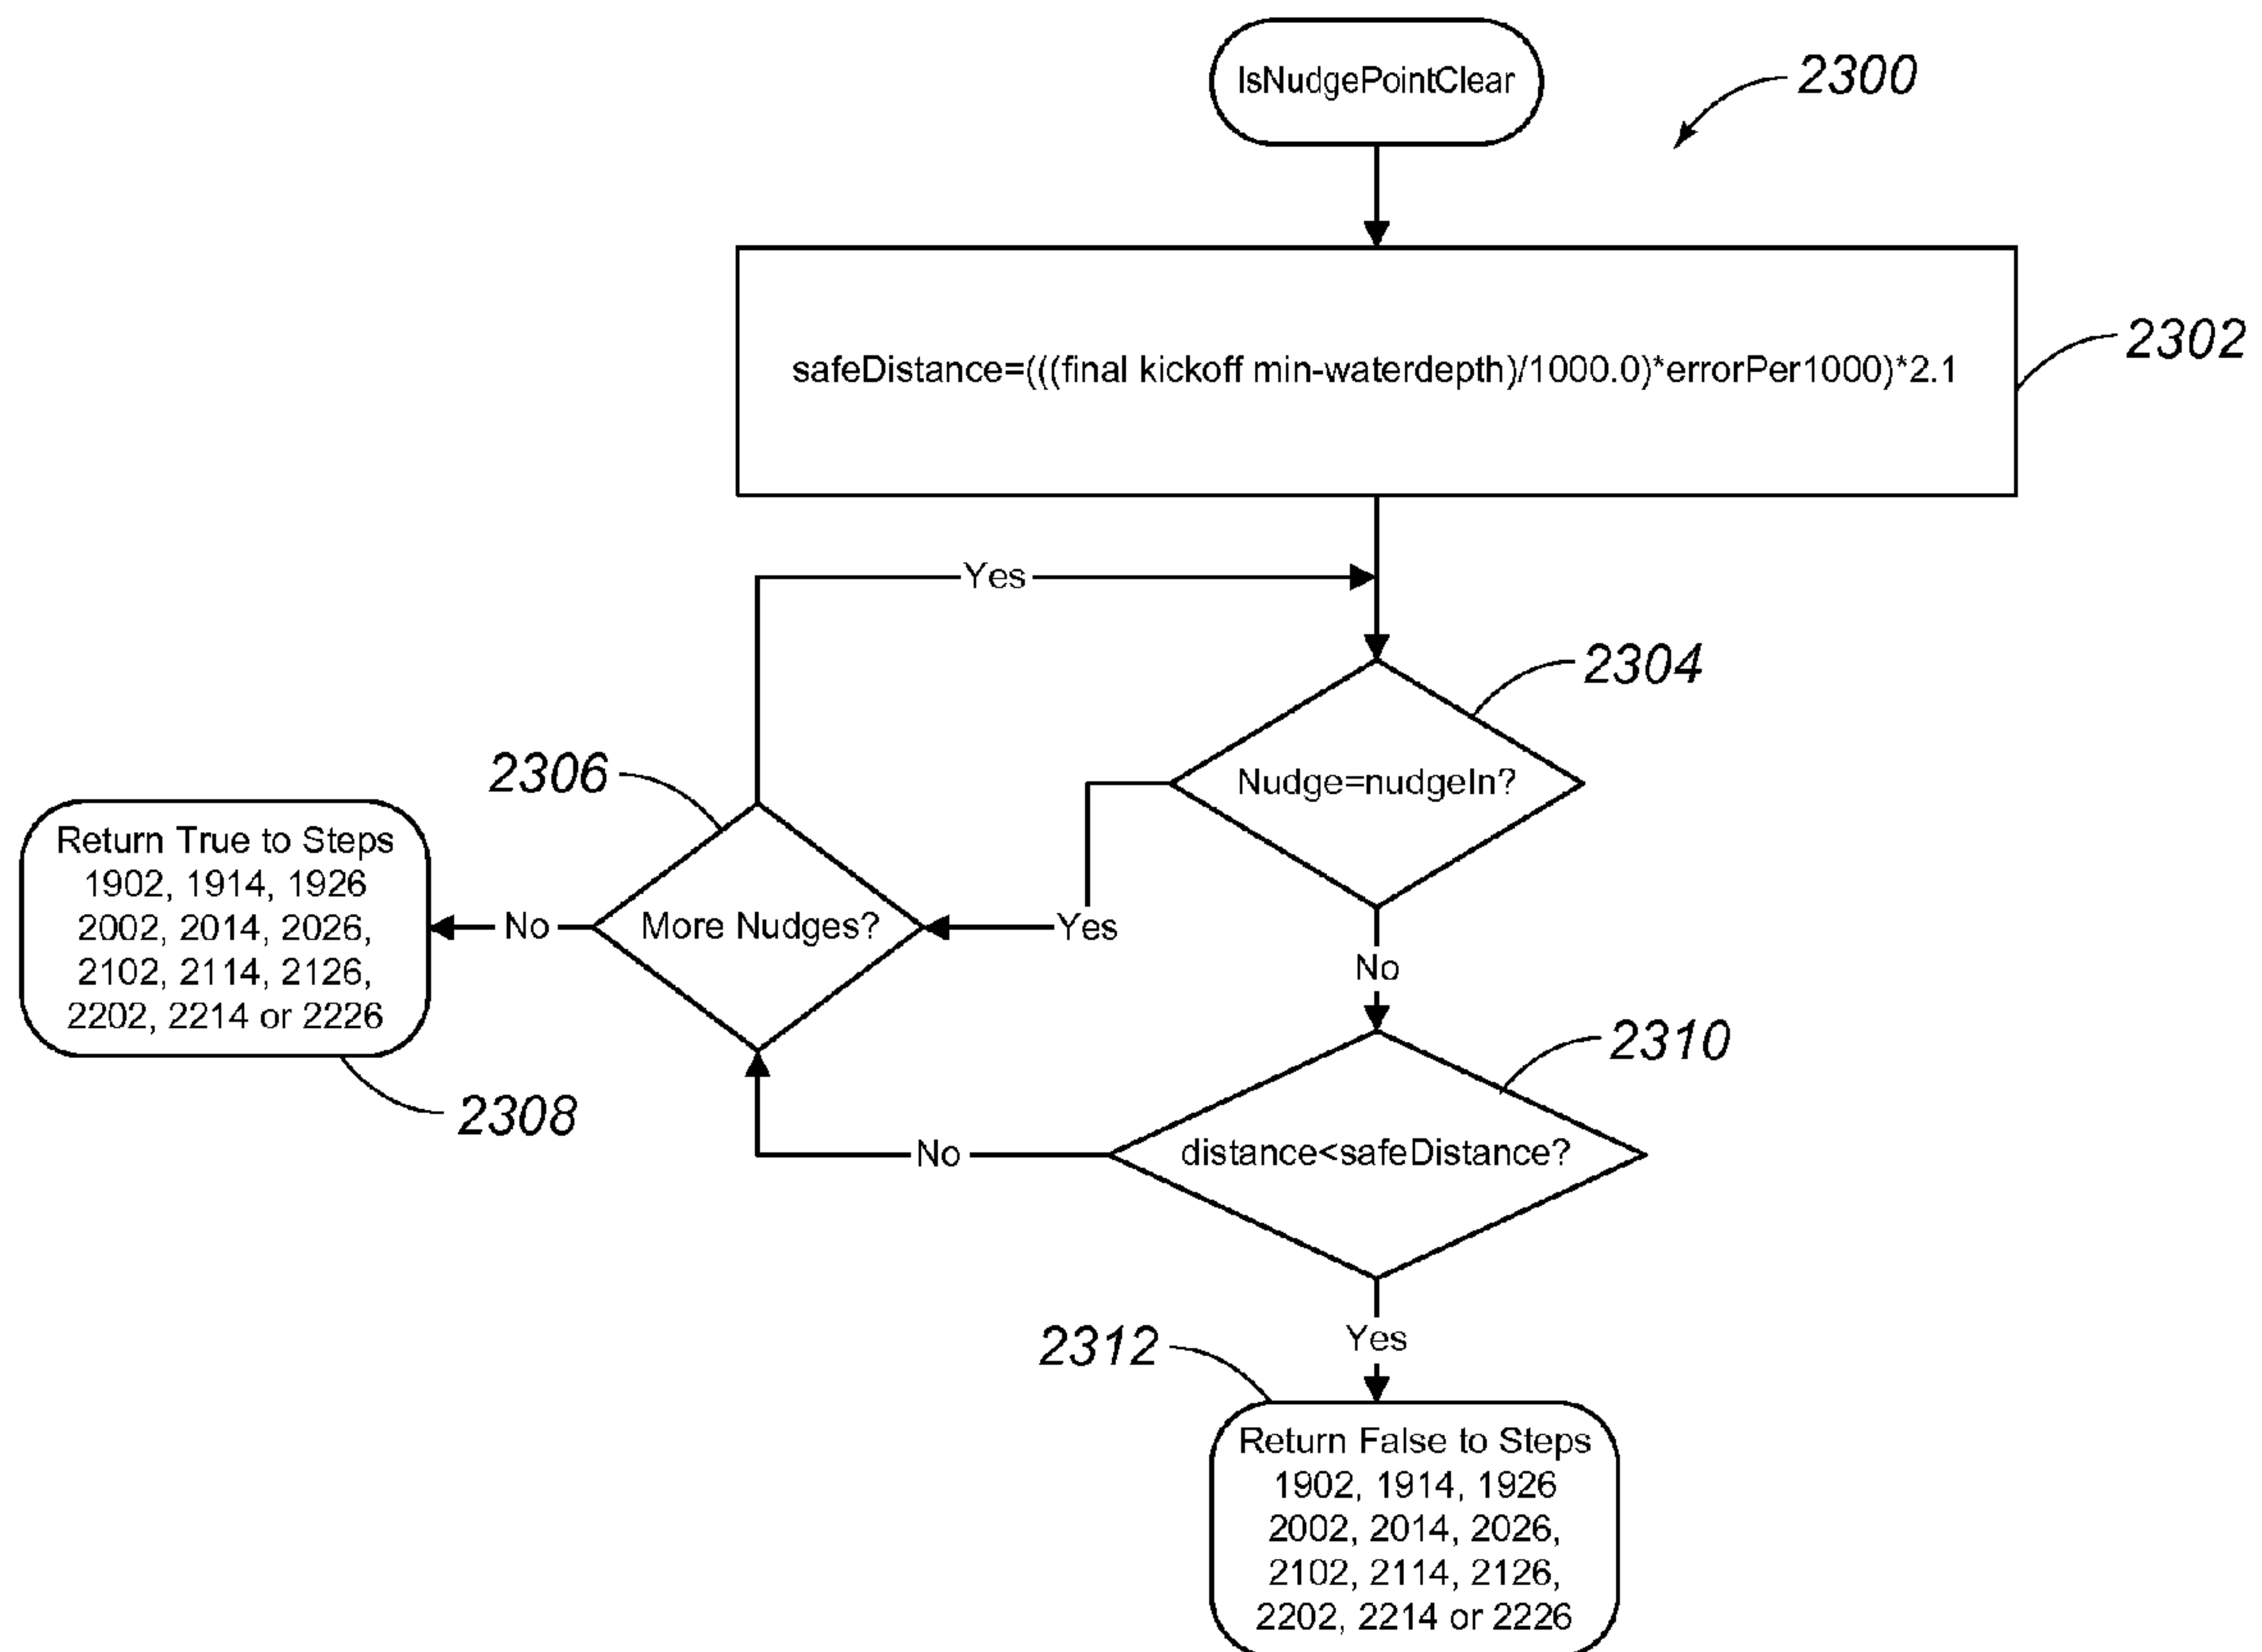 IsNudgePointClear
2300
safeDistance=(((final kickoff min-waterdepth)/1000.0)*errorPer1000)*2.1
2302
Yes
2304
Nudge=nudgeIn?
2306
Return True to Steps
1902, 1914, 1926
2002, 2014, 2026,
2102, 2114, 2126,
2202, 2214 or 2226
No
More Nudges?
Yes
No
2308
2310
distance<safeDistance?
No
Yes
2312
Return False to Steps
1902, 1914, 1926
2002, 2014, 2026,
2102, 2114, 2126,
2202, 2214 or 2226